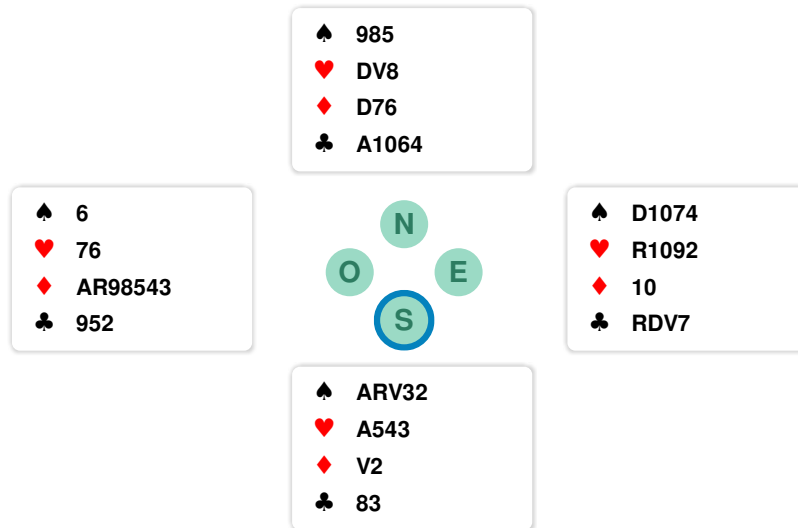 ♠ 985
♥ DV8
♦ D76
♣ A1064
♠ 6
♥ 76
♦ AR98543
♣ 952
N
O
E
S
♠ D1074
♥ R1092
♦ 10
♣ RDV7
♠ ARV32
♥ A543
♦ V2
♣ 83